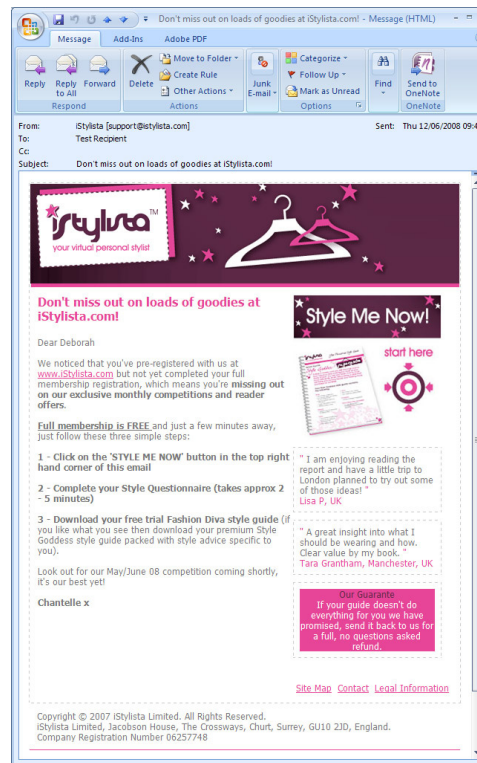 Don't miss out on loads of goodies at iStylista.com! - Message (HTML)
Message Add-Ins Adobe PDF
Reply
Reply to All
Forward
Respond
Delete
Move to Folder
Create Rule
Other Actions
Actions
Junk E-mail
Categorize
Follow Up
Mark as Unread
Options
Find
Send to OneNote
OneNote
From: iStylista [support@istylista.com] Sent: Thu 12/06/2008 09:4
To: Test Recipient
Cc:
Subject: Don't miss out on loads of goodies at iStylista.com!
istylista™
your virtual personal stylist
Don't miss out on loads of goodies at
iStylista.com!
Dear Deborah
We noticed that you've pre-registered with us at
www.iStylista.com but not yet completed your full
membership registration, which means you're missing out
on our exclusive monthly competitions and reader
offers.
Full membership is FREE and just a few minutes away,
just follow these three simple steps:
1 - Click on the 'STYLE ME NOW' button in the top right
hand corner of this email
2 - Complete your Style Questionnaire (takes approx 2
- 5 minutes)
3 - Download your free trial Fashion Diva style guide (if
you like what you see then download your premium Style
Goddess style guide packed with style advice specific to
you).
Look out for our May/June 08 competition coming shortly,
it's our best yet!
Chantelle x
Style Me Now!
start here
" I am enjoying reading the
report and have a little trip to
London planned to try out some
of those ideas! "
Lisa P, UK
" A great insight into what I
should be wearing and how.
Clear value by my book. "
Tara Grantham, Manchester, UK
Our Guarante
If your guide doesn't do
everything for you we have
promised, send it back to us for
a full, no questions asked
refund.
Site Map Contact Legal Information
Copyright © 2007 iStylista Limited. All Rights Reserved.
iStylista Limited, Jacobson House, The Crossways, Churt, Surrey, GU10 2JD, England.
Company Registration Number 06257748